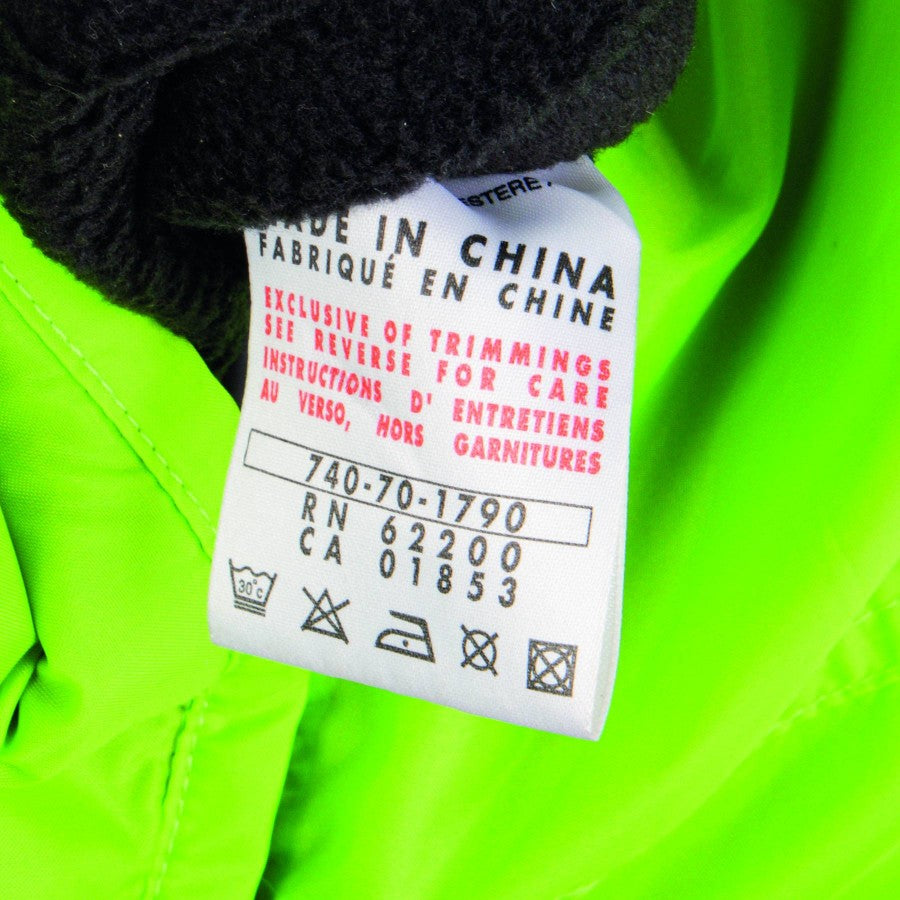 MADE IN CHINA
FABRIQUÉ EN CHINE
EXCLUSIVE OF TRIMMINGS
SEE REVERSE FOR CARE
INSTRUCTIONS D' ENTRETIENS
AU VERSO, HORS GARNITURES
740-70-1790
RN 62200
CA 01853
30°c